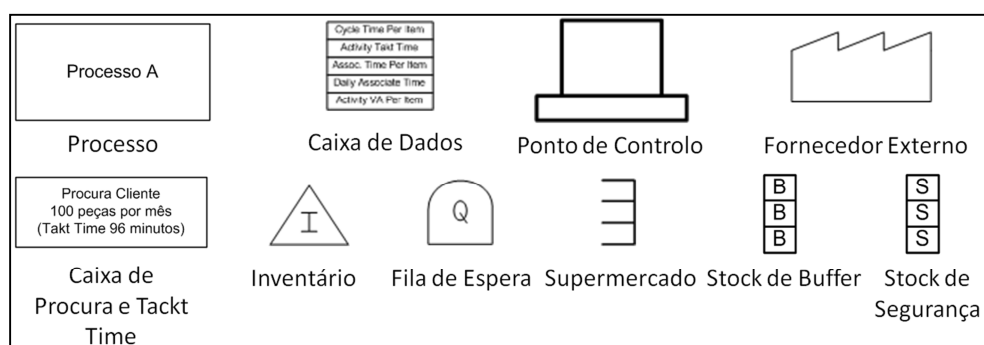 Processo A
Cycle Time Per Item
Activity Takt Time
Assoc. Time Per Item
Daily Associate Time
Activity VA Per Item
Processo
Caixa de Dados
Ponto de Controlo
Fornecedor Externo
Procura Cliente
100 peças por mês
(Takt Time 96 minutos)
I
Q
B
B
B
S
S
S
Caixa de
Procura e Tackt
Time
Inventário
Fila de Espera
Supermercado
Stock de Buffer
Stock de
Segurança